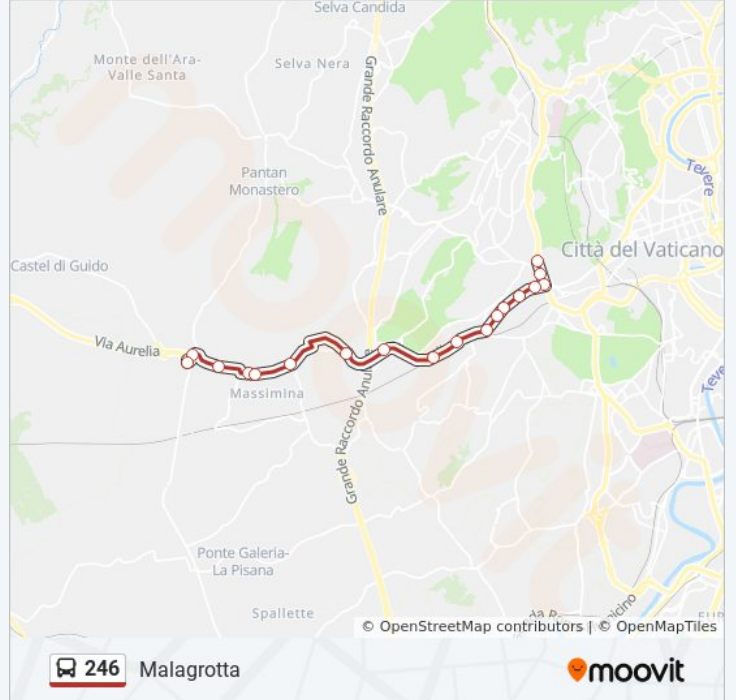 Selva Candida
Monte dell'Ara-
Valle Santa
Selva Nera
Grande Raccordo Anulare
Tevere
Pantan
Monastero
Città del Vaticano
Castel di Guido
Via Aurelia
Massimina
Grande Raccordo Anulare
Ponte Galeria-
La Pisana
Spallette
© OpenStreetMap contributors | © OpenMapTiles
246 Malagrotta
moovit